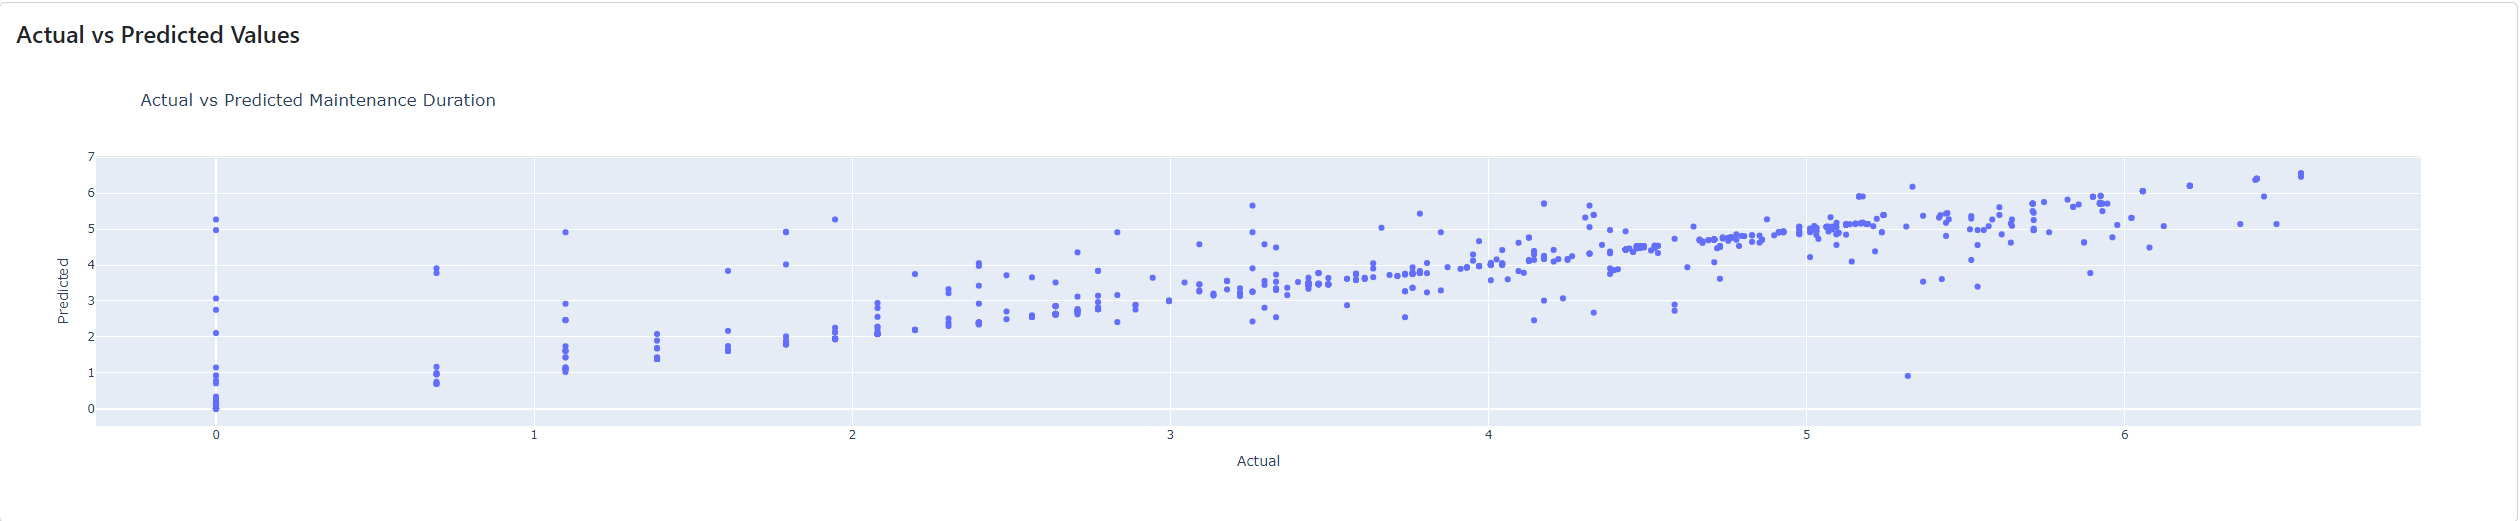 Actual vs Predicted Values
Actual vs Predicted Maintenance Duration
7
6
5
4
3
2
1
0
Predicted
0 1 2 3 4 5 6
Actual